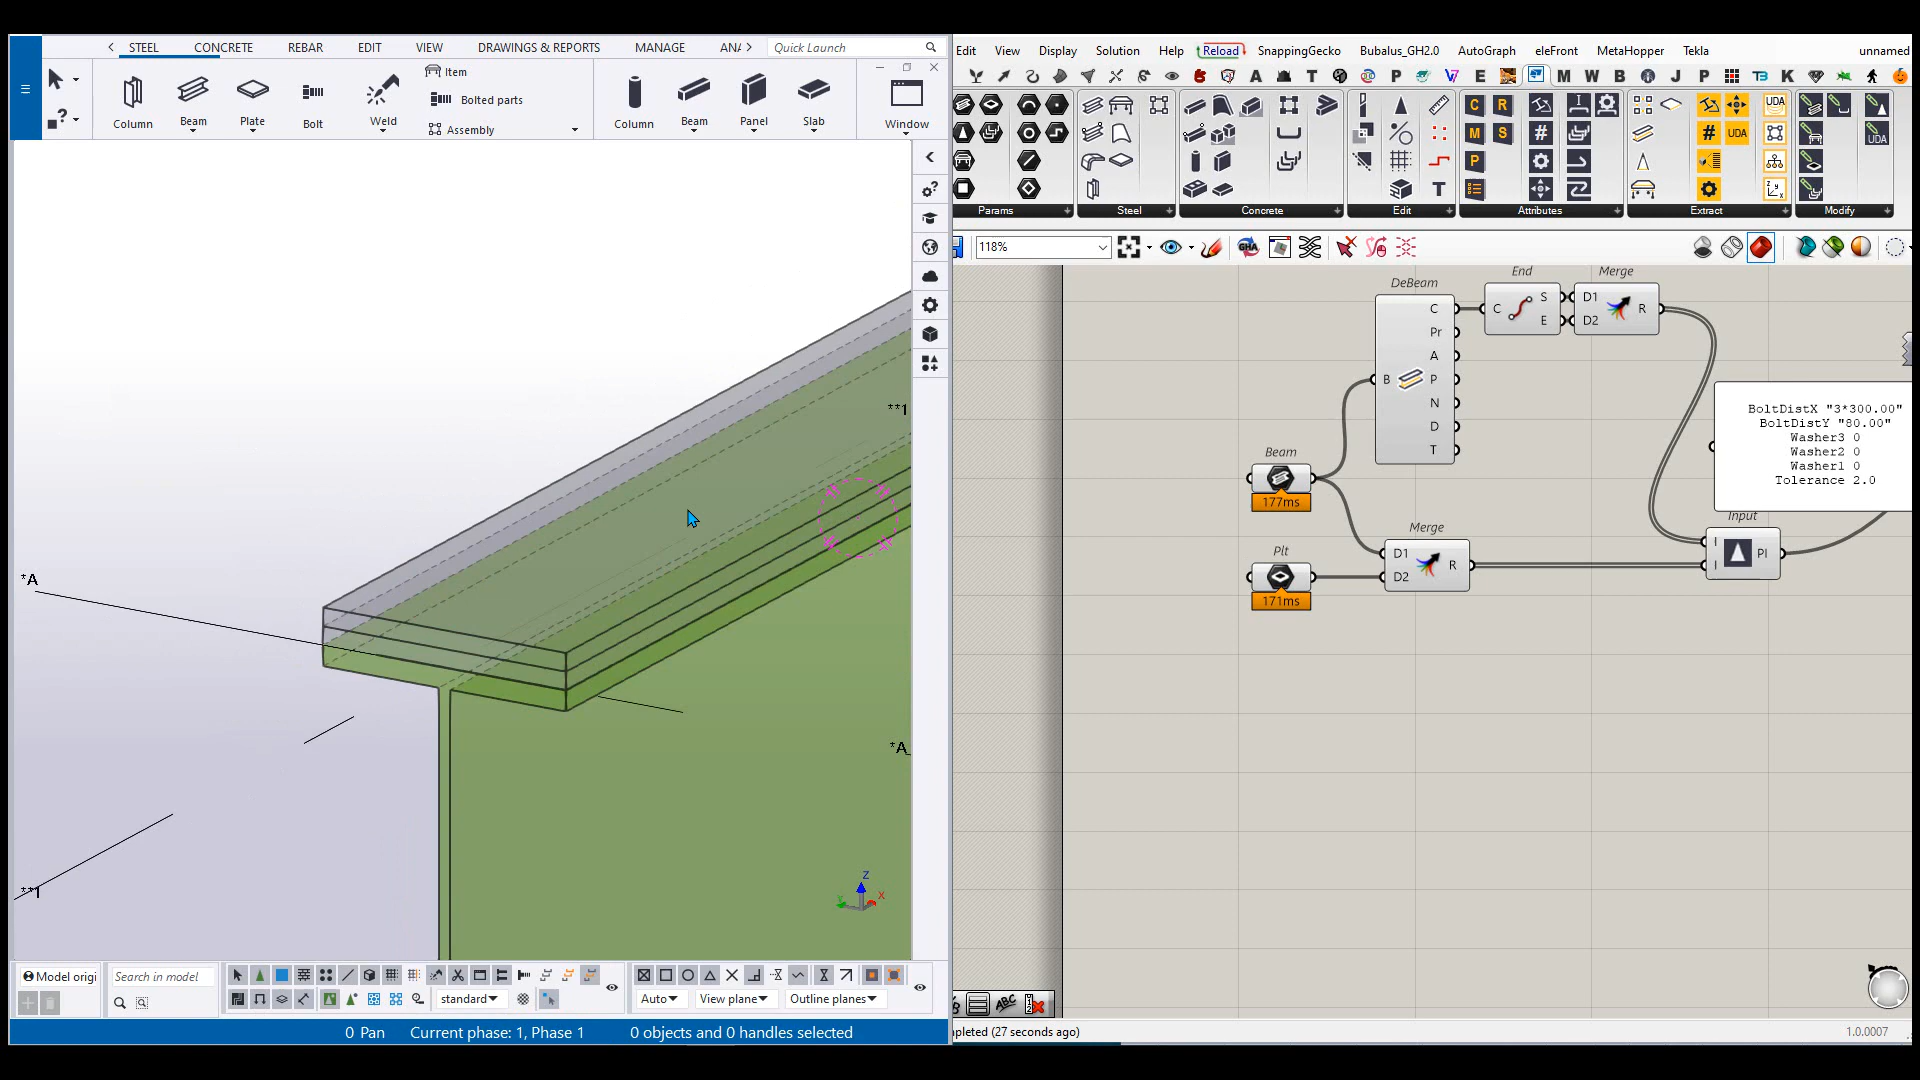 STEEL CONCRETE REBAR EDIT VIEW DRAWINGS & REPORTS MANAGE Quick Launch
Column Beam Plate Bolt Weld
Item
Bolted parts
Assembly
Column Beam Panel Slab
Window
**1
*A
*A
**1
Z
X
Model origi
Search in model
standard
Auto
View plane
Outline planes
0 Pan Current phase: 1, Phase 1 0 objects and 0 handles selected
Edit View Display Solution Help Reload SnappingGecko Bubalus_GH2.0 AutoGraph eleFront MetaHopper Tekla unnamed
Params Steel Concrete Edit Attributes Extract Modify
118%
DeBeam
C
Pr
A
B P
N
D
T
End
C S
E
Merge
D1 R
D2
BoltDistX "3*300.00"
BoltDistY "80.00"
Washer3 0
Washer2 0
Washer1 0
Tolerance 2.0
Beam
177ms
Merge
D1 R
D2
Plt
171ms
Input
I PI
I
pleted (27 seconds ago)
1.0.0007